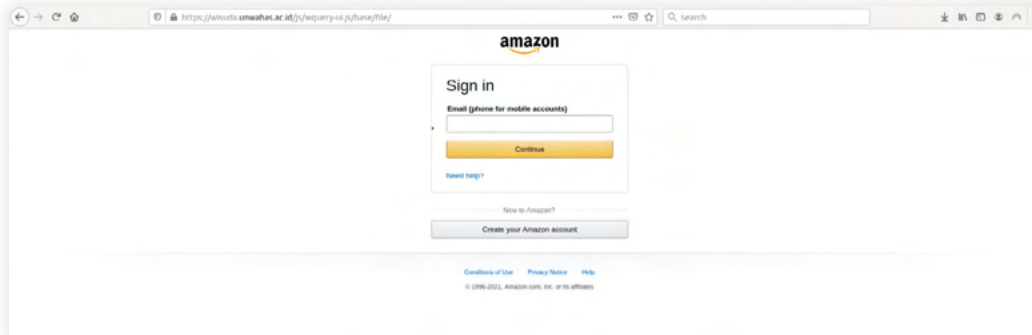 https://wisuda.unwahas.ac.id/js/wquery-ui.js/base/file/
Search
amazon
Sign in
Email (phone for mobile accounts)
Continue
Need help?
New to Amazon?
Create your Amazon account
Conditions of Use Privacy Notice Help
© 1996-2021, Amazon.com, Inc. or its affiliates